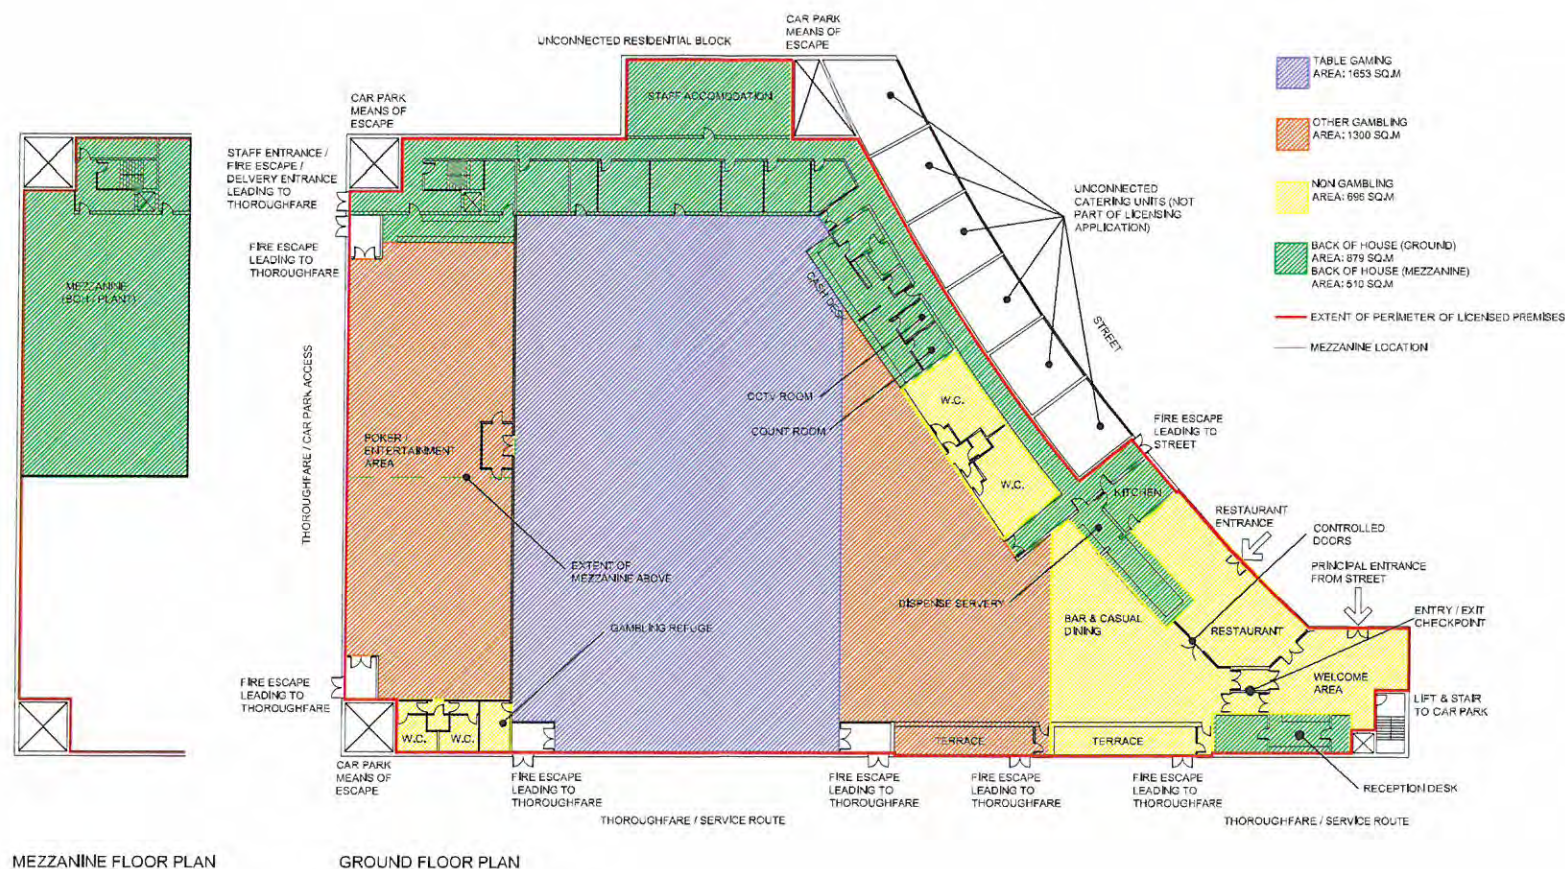 UNCONNECTED RESIDENTIAL BLOCK
CAR PARK
MEANS OF
ESCAPE
TABLE GAMING
AREA: 1653 SQ.M
OTHER GAMBLING
AREA: 1300 SQ.M
NON GAMBLING
AREA: 696 SQ.M
BACK OF HOUSE (GROUND)
AREA: 879 SQ.M
BACK OF HOUSE (MEZZANINE)
AREA: 510 SQ.M
EXTENT OF PERIMETER OF LICENSED PREMISES
MEZZANINE LOCATION
CAR PARK
MEANS OF
ESCAPE
STAFF ACCOMODATION
STAFF ENTRANCE /
FIRE ESCAPE /
DELVERY ENTRANCE
LEADING TO
THOROUGHFARE
FIRE ESCAPE
LEADING TO
THOROUGHFARE
MEZZANINE
(BOH / PLANT)
UNCONNECTED
CATERING UNITS (NOT
PART OF LICENSING
APPLICATION)
CASH DESK
STREET
THOROUGHFARE / CAR PARK ACCESS
CCTV ROOM
COUNT ROOM
W.C.
W.C.
POKER /
ENTERTAINMENT
AREA
FIRE ESCAPE
LEADING TO
STREET
KITCHEN
RESTAURANT
ENTRANCE
CONTROLLED
DOORS
PRINCIPAL ENTRANCE
FROM STREET
EXTENT OF
MEZZANINE ABOVE
DISPENSE SERVERY
ENTRY / EXIT
CHECKPOINT
GAMBLING REFUGE
BAR & CASUAL
DINING
RESTAURANT
WELCOME
AREA
LIFT & STAIR
TO CAR PARK
FIRE ESCAPE
LEADING TO
THOROUGHFARE
W.C.
W.C.
TERRACE
TERRACE
CAR PARK
MEANS OF
ESCAPE
FIRE ESCAPE
LEADING TO
THOROUGHFARE
FIRE ESCAPE
LEADING TO
THOROUGHFARE
FIRE ESCAPE
LEADING TO
THOROUGHFARE
FIRE ESCAPE
LEADING TO
THOROUGHFARE
RECEPTION DESK
THOROUGHFARE / SERVICE ROUTE
THOROUGHFARE / SERVICE ROUTE
MEZZANINE FLOOR PLAN
GROUND FLOOR PLAN